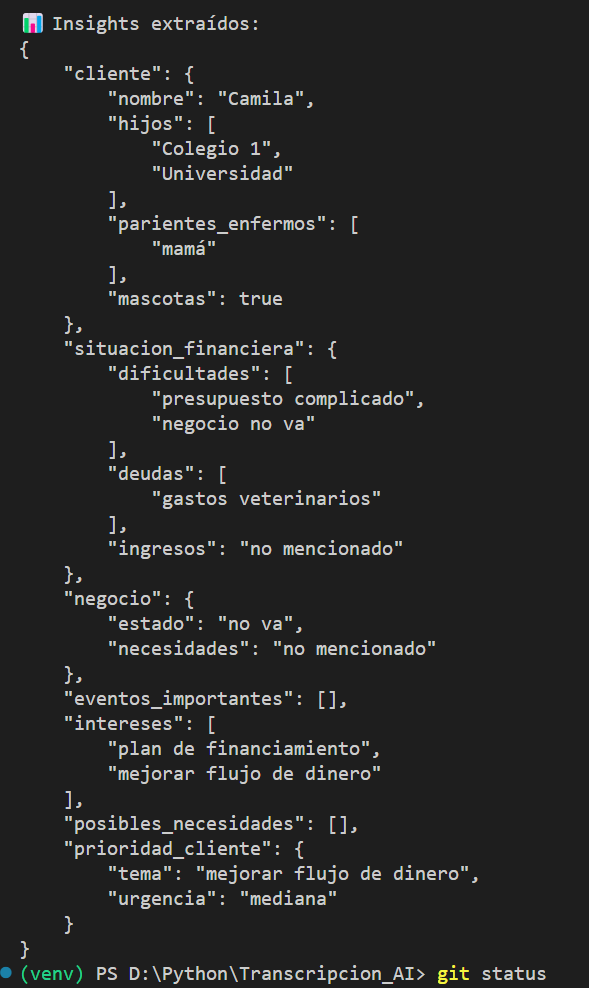 📊 Insights extraídos:
{
    "cliente": {
        "nombre": "Camila",
        "hijos": [
            "Colegio 1",
            "Universidad"
        ],
        "parientes_enfermos": [
            "mamá"
        ],
        "mascotas": true
    },
    "situacion_financiera": {
        "dificultades": [
            "presupuesto complicado",
            "negocio no va"
        ],
        "deudas": [
            "gastos veterinarios"
        ],
        "ingresos": "no mencionado"
    },
    "negocio": {
        "estado": "no va",
        "necesidades": "no mencionado"
    },
    "eventos_importantes": [],
    "intereses": [
        "plan de financiamiento",
        "mejorar flujo de dinero"
    ],
    "posibles_necesidades": [],
    "prioridad_cliente": {
        "tema": "mejorar flujo de dinero",
        "urgencia": "mediana"
    }
}
(venv) PS D:\Python\Transcripcion_AI> git status